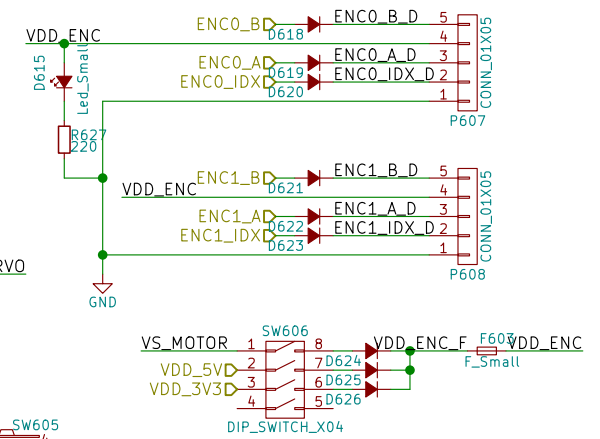 ENC0_B
D618
ENC0_B_D
5
VDD_ENC
4
D615
Led_Small
ENC0_A
D619
ENC0_A_D
3
ENC0_IDX
D620
ENC0_IDX_D
2
1
CONN_01X05
P607
R627
220
ENC1_B
D621
ENC1_B_D
5
VDD_ENC
4
ENC1_A
D622
ENC1_A_D
3
ENC1_IDX
D623
ENC1_IDX_D
2
1
CONN_01X05
P608
RVO
GND
SW606
VS_MOTOR
1
8
VDD_ENC_F
F603
VDD_ENC
F_Small
VDD_5V
2
7
D624
VDD_3V3
3
6
D625
4
5
D626
DIP_SWITCH_X04
SW605
4